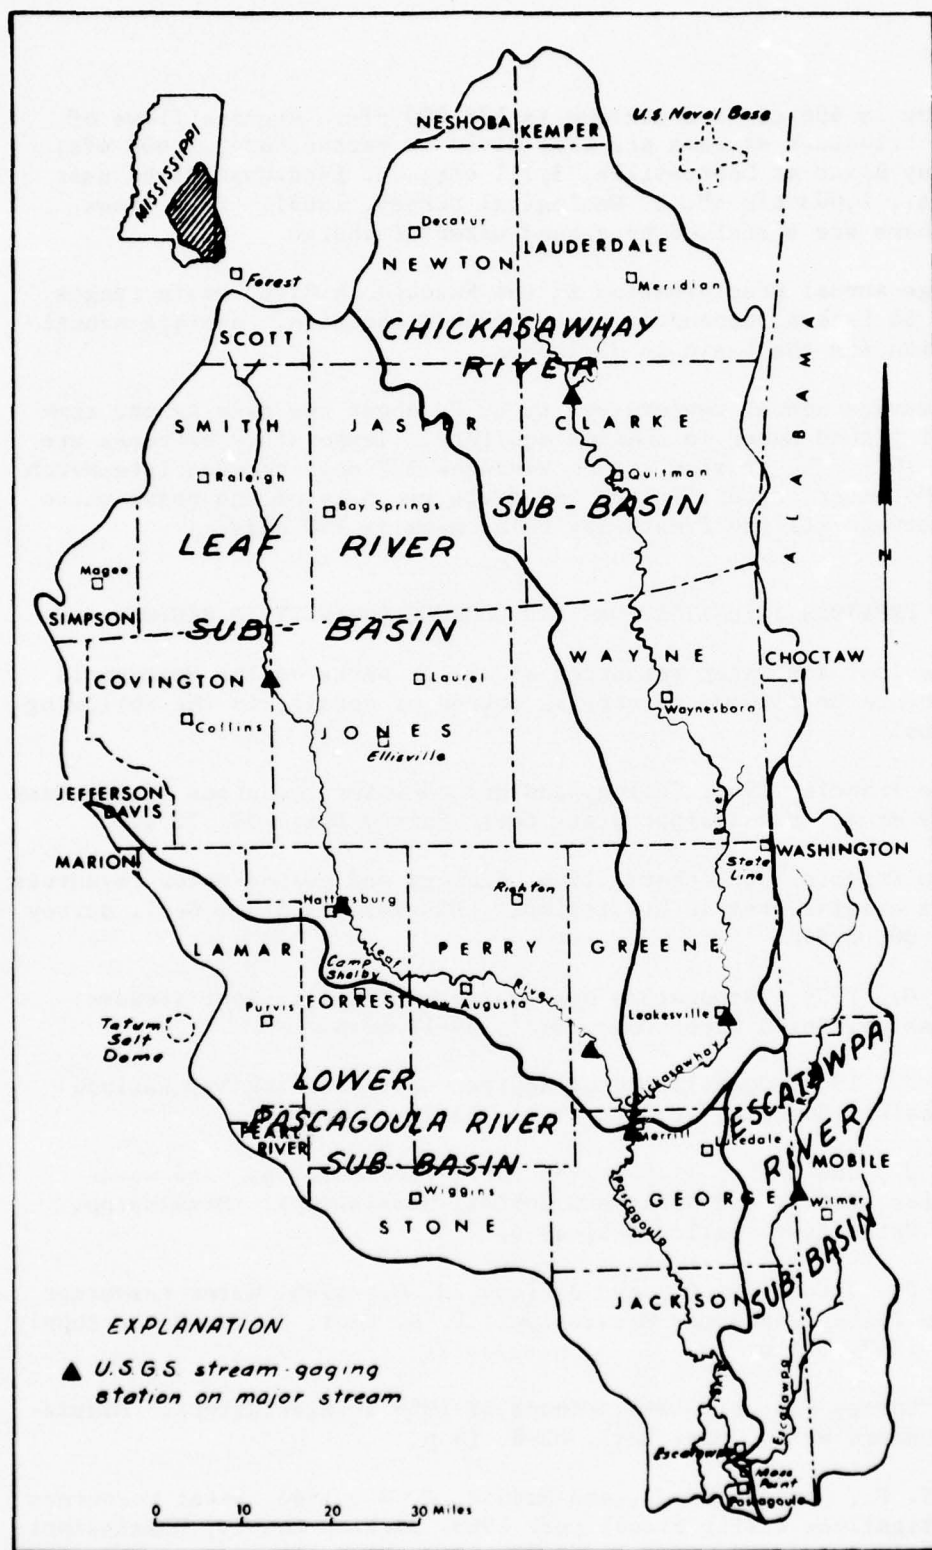 MISSISSIPPI
NESHOBA
KEMPER
U.S. Naval Base
Decatur
NEWTON
LAUDERDALE
Meridian
Forest
SCOTT
CHICKASAWHAY
RIVER
ALABAMA
SMITH
JASPER
CLARKE
Raleigh
Quitman
Bay Springs
SUB-BASIN
N
LEAF RIVER
Magee
SIMPSON
SUB-BASIN
WAYNE
CHOCTAW
COVINGTON
Laurel
Waynesboro
Collins
JONES
Ellisville
River
JEFFERSON
DAVIS
MARION
State
Line
WASHINGTON
Hattiesburg
Richton
LAMAR
Leaf
PERRY
GREENE
Camp
Shelby
River
FORREST
New Augusta
Purvis
Leakesville
Tatum
Salt
Dome
Chickasawhay
ESCATAWPA
LOWER
PASCAGOULA RIVER
PEARL
RIVER
Merrill
Lucedale
RIVER
SUB-BASIN
MOBILE
Wiggins
Pascagoula
GEORGE
Wilmer
STONE
SUB-BASIN
JACKSON
EXPLANATION
U.S.G.S. stream-gaging
station on major stream
River
Escatawpa
Escatawpa
Moss
Point
Pascagoula
0 10 20 30 MILES